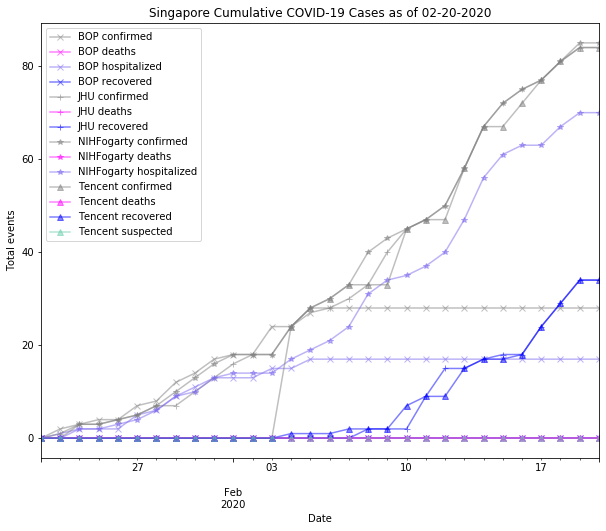 Singapore Cumulative COVID-19 Cases as of 02-20-2020
BOP confirmed
BOP deaths
BOP hospitalized
BOP recovered
JHU confirmed
JHU deaths
JHU recovered
NIHFogarty confirmed
NIHFogarty deaths
NIHFogarty hospitalized
Tencent confirmed
Tencent deaths
Tencent recovered
Tencent suspected
Total events
80
60
40
20
0
27
03
10
17
Feb
2020
Date